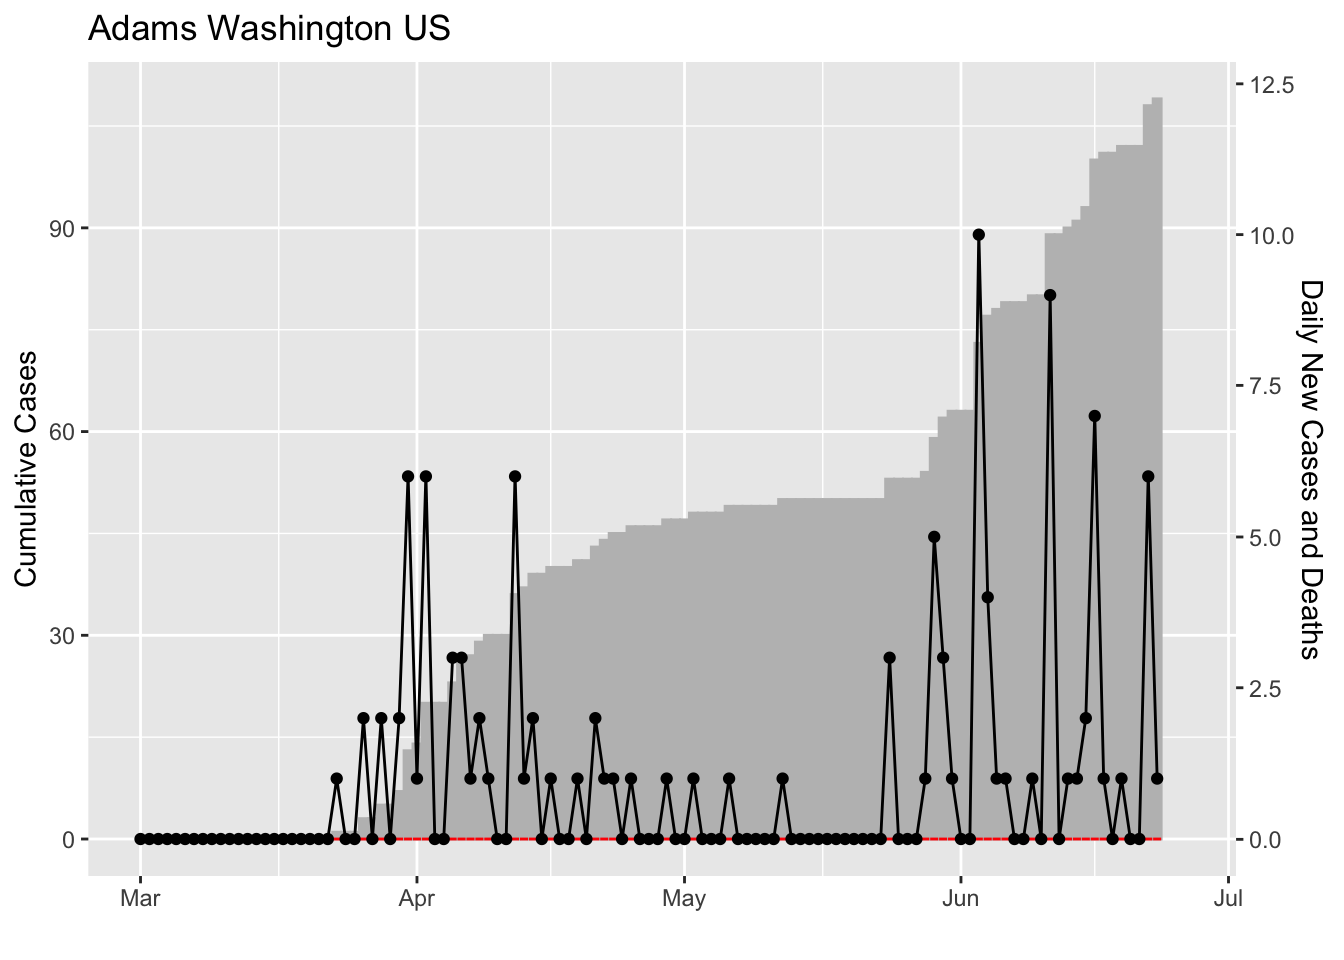 Adams Washington US
Cumulative Cases
90
60
30
0
12.5
10.0
7.5
5.0
2.5
0.0
Daily New Cases and Deaths
Mar
Apr
May
Jun
Jul